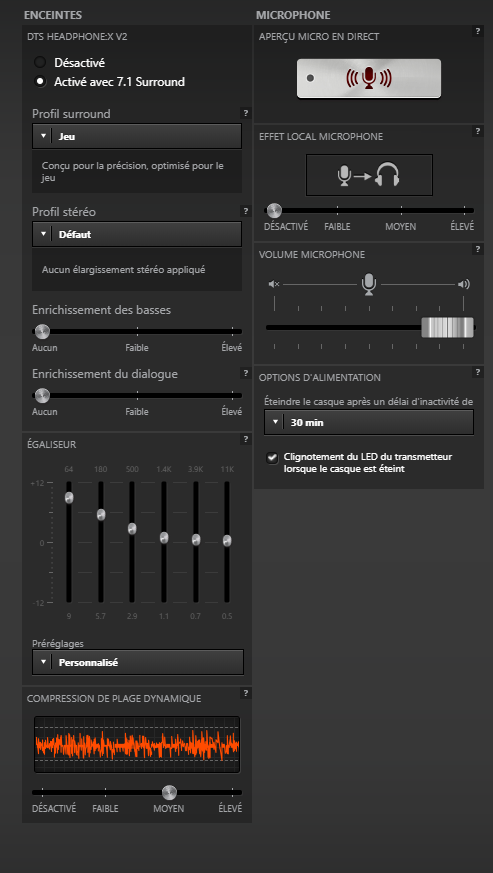 ENCEINTES
DTS HEADPHONE:X V2
?
Désactivé
Activé avec 7.1 Surround
Profil surround
?
Jeu
Conçu pour la précision, optimisé pour le
jeu
Profil stéréo
?
Défaut
Aucun élargissement stéréo appliqué
Enrichissement des basses
Aucun Faible Élevé
Enrichissement du dialogue
?
Aucun Faible Élevé
ÉGALISEUR
?
64 180 500 1.4K 3.9K 11K
+12
0
-12
9 5.7 2.9 1.1 0.7 0.5
Préréglages
Personnalisé
COMPRESSION DE PLAGE DYNAMIQUE
?
DÉSACTIVÉ FAIBLE MOYEN ÉLEVÉ
MICROPHONE
APERÇU MICRO EN DIRECT
?
EFFET LOCAL MICROPHONE
?
DÉSACTIVÉ FAIBLE MOYEN ÉLEVÉ
VOLUME MICROPHONE
?
OPTIONS D'ALIMENTATION
?
Éteindre le casque après un délai d'inactivité de
30 min
Clignotement du LED du transmetteur
lorsque le casque est éteint